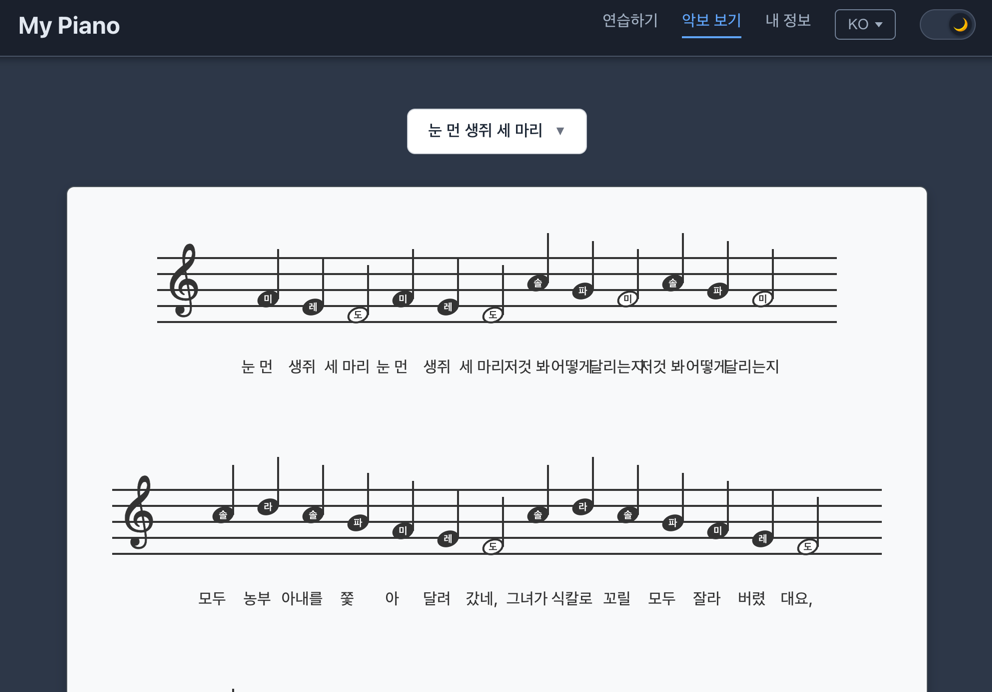 My Piano
연습하기 악보 보기 내 정보 KO ▼
눈 먼 생쥐 세 마리 ▼
미 레 도 미 레 도 솔 파 미 솔 파 미
눈 먼 생쥐 세 마리 눈 먼 생쥐 세 마리 저것 봐 어떻게 달리는지 저것 봐 어떻게 달리는지
솔 라 솔 파 미 레 도 솔 라 솔 파 미 레 도
모두 농부 아내를 쫓 아 달려 갔네, 그녀가 식칼로 꼬릴 모두 잘라 버렸 대요,